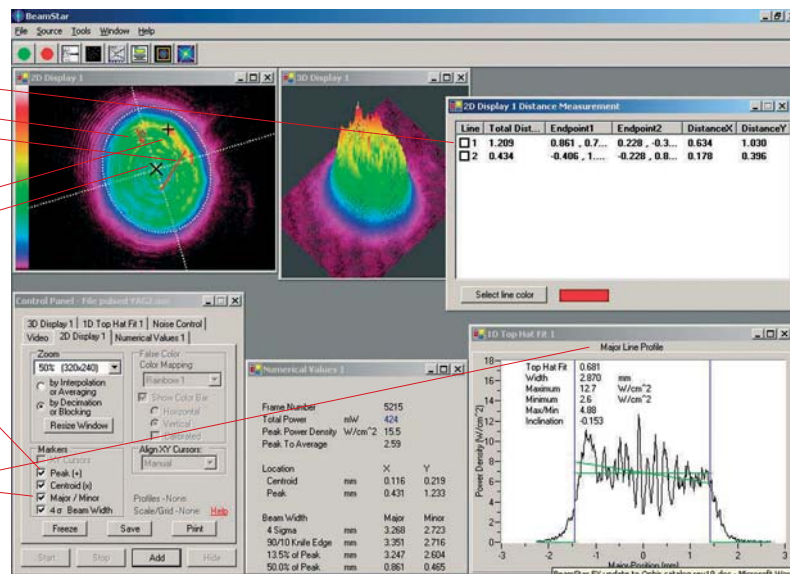 BeamStar
File Source Tools Window Help
2D Display 1
3D Display 1
2D Display 1 Distance Measurement
Line Total Dist... Endpoint1 Endpoint2 DistanceX DistanceY
1 1.209 0.861 , 0.7... 0.228 , -0.3... 0.634 1.030
2 0.434 -0.406 , 1.... -0.228 , 0.8... 0.178 0.396
Select line color
Control Panel - File pulsed YAG2
3D Display 1 1D Top Hat Fit 1 Noise Control
Video 2D Display 1 Numerical Values 1
Zoom
50% (320x240)
by Interpolation
or Averaging
by Decimation
or Blocking
Resize Window
False Color
Color Mapping
Rainbow 1
Show Color Bar
Horizontal
Vertical
Calibrated
Markers
XY Cursors
Peak (+)
Centroid (x)
Major / Minor
4 σ Beam Width
Align XY Cursors:
Manual
Profiles -None
Scale/Grid -None Help
Freeze Save Print
Start Stop Add Hide
Numerical Values 1
Frame Number 5215
Total Power mW 424
Peak Power Density W/cm^2 15.5
Peak To Average 2.59
Location X Y
Centroid mm 0.116 0.219
Peak mm 0.431 1.233
Beam Width Major Minor
4 Sigma mm 3.268 2.723
90/10 Knife Edge mm 3.351 2.716
13.5% of Peak mm 3.247 2.604
50.0% of Peak mm 0.861 0.465
1D Top Hat Fit 1
Major Line Profile
Top Hat Fit 0.681
Width 2.870 mm
Maximum 12.7 W/cm^2
Minimum 2.6 W/cm^2
Max/Min 4.88
Inclination -0.153
Power Density [W/cm^2]
18
16
14
12
10
8
6
4
2
0
-3 -2 -1 0 1 2 3
Major Position [mm]